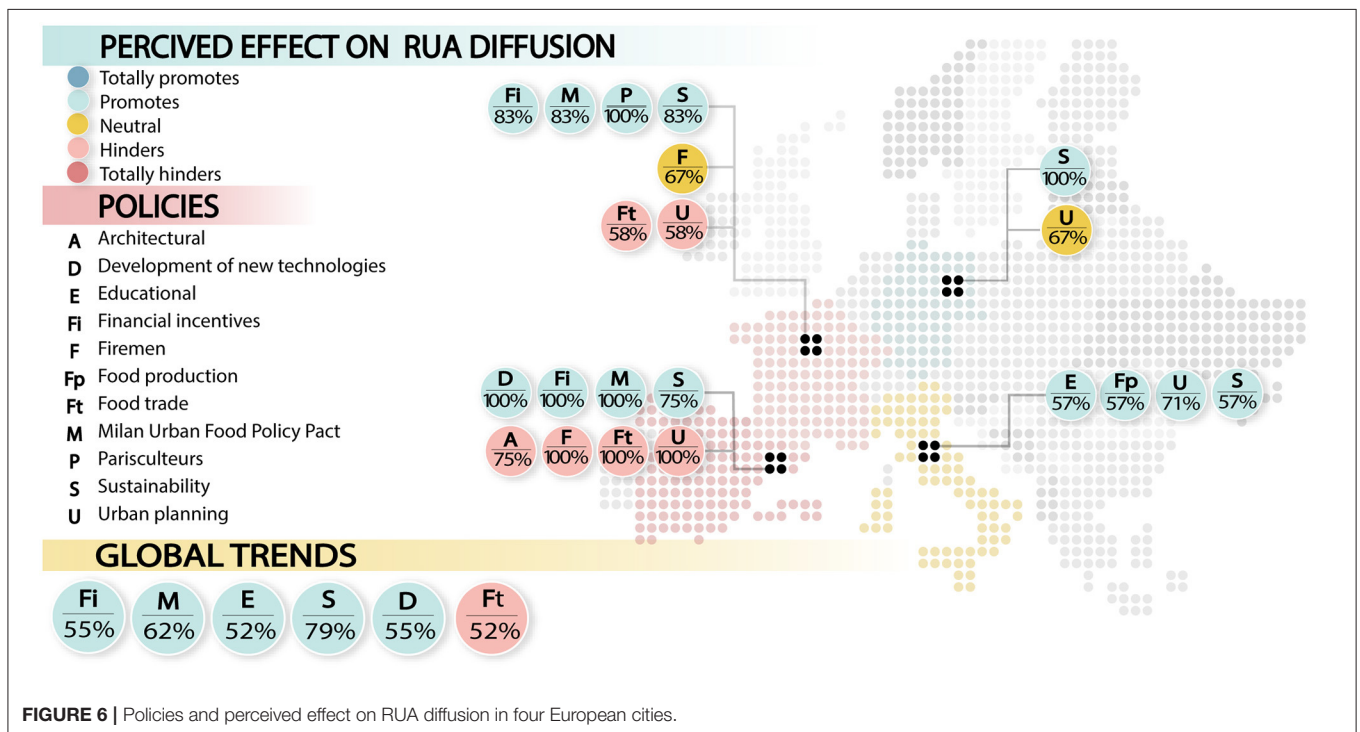 PERCIVED EFFECT ON RUA DIFFUSION
Totally promotes
Promotes
Neutral
Hinders
Totally hinders
POLICIES
A Architectural
D Development of new technologies
E Educational
Fi Financial incentives
F Firemen
Fp Food production
Ft Food trade
M Milan Urban Food Policy Pact
P Parisculteurs
S Sustainability
U Urban planning
Fi M P S
83% 83% 100% 83%
F
67%
Ft U
58% 58%
S
100%
U
67%
D Fi M S
100% 100% 100% 75%
A F Ft U
75% 100% 100% 100%
E Fp U S
57% 57% 71% 57%
GLOBAL TRENDS
Fi M E S D Ft
55% 62% 52% 79% 55% 52%
FIGURE 6 | Policies and perceived effect on RUA diffusion in four European cities.